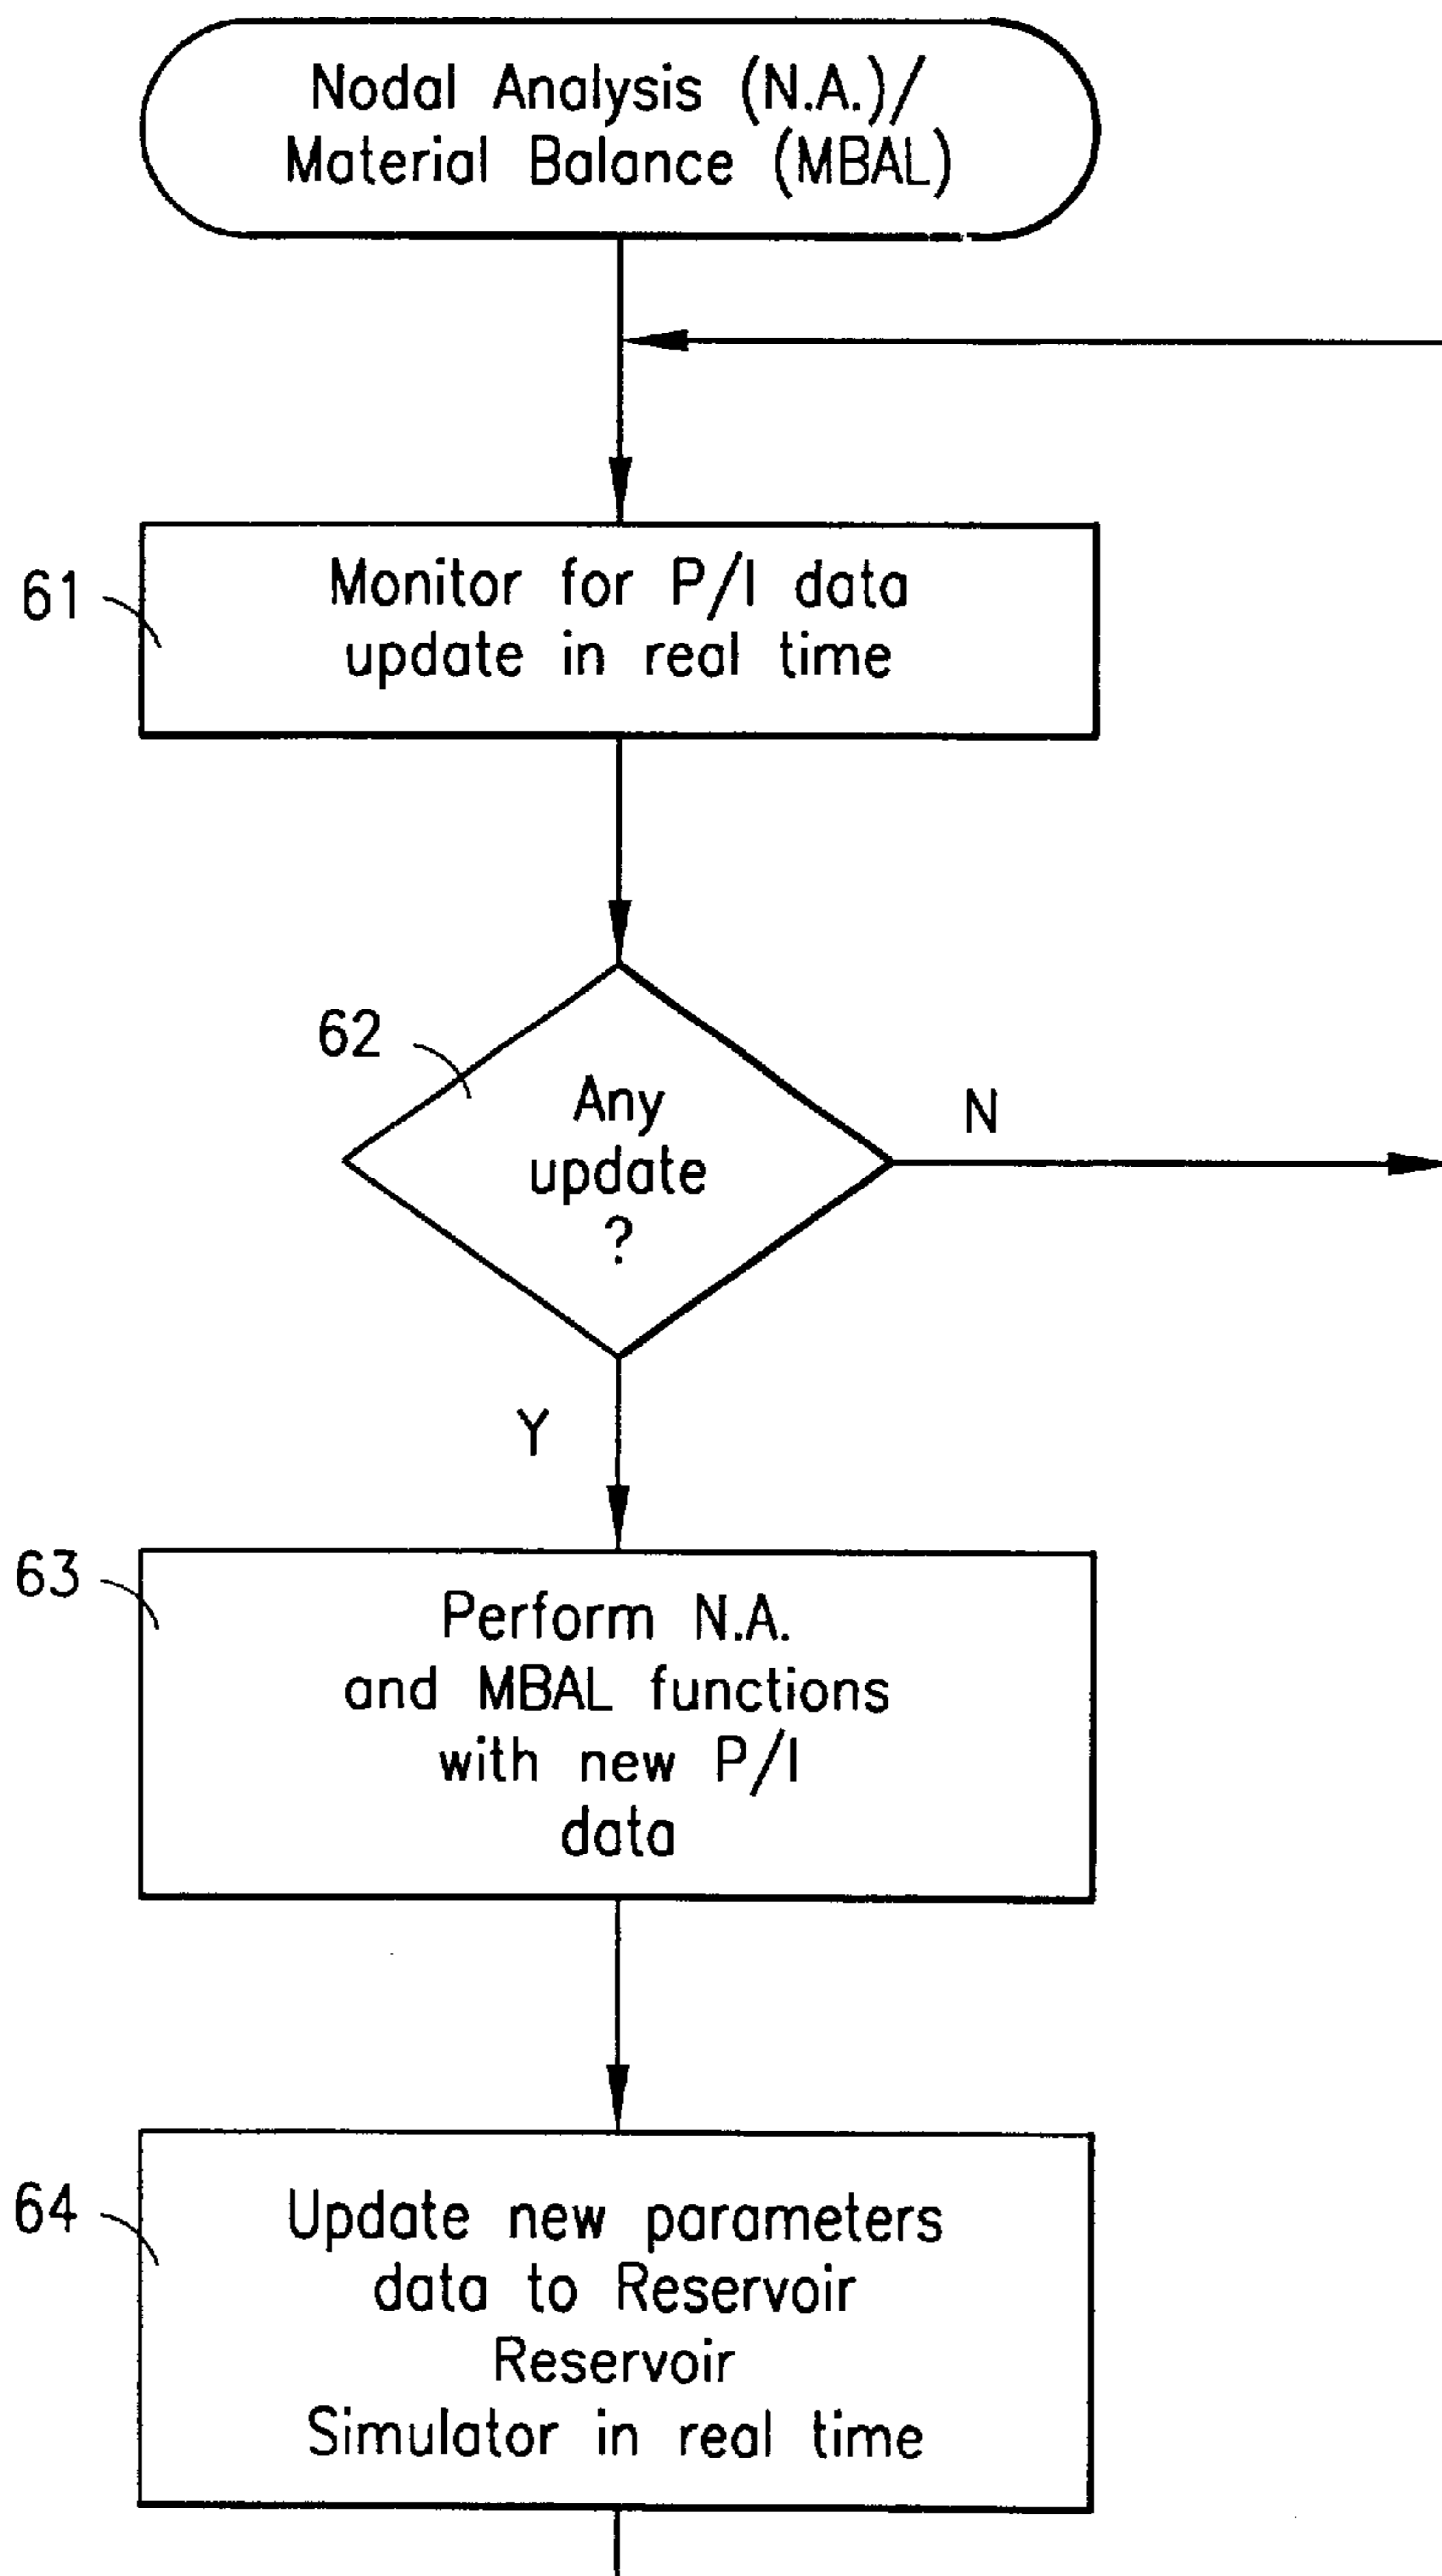 Nodal Analysis (N.A.)/
Material Balance (MBAL)
61
Monitor for P/I data
update in real time
62
Any
update
?
N
Y
63
Perform N.A.
and MBAL functions
with new P/I
data
64
Update new parameters
data to Reservoir
Reservoir
Simulator in real time